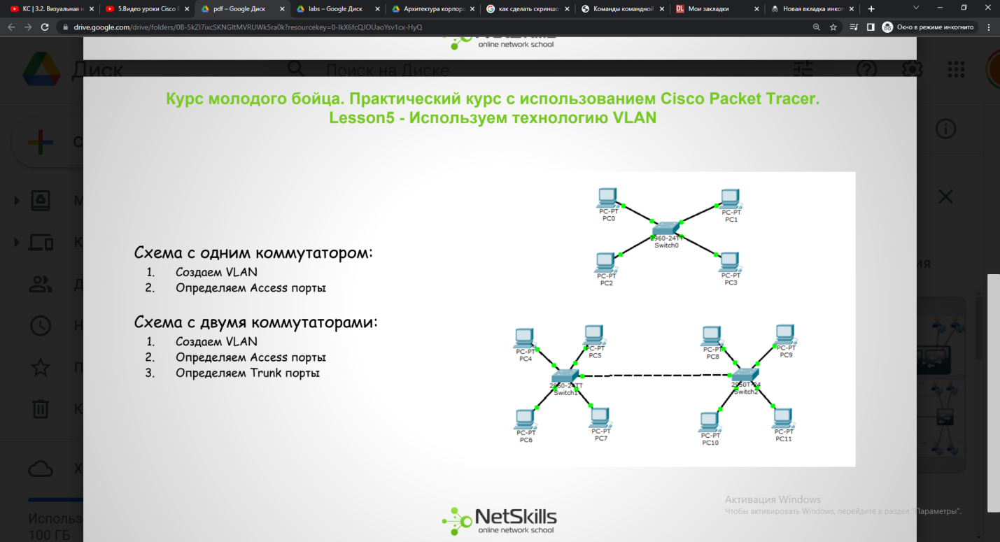 КС | 3.2. Визуальная н
5.Видео уроки Cisco P
pdf – Google Диск
labs – Google Диск
Архитектура корпора
как сделать скриншо
Команды командной
Мои закладки
Новая вкладка инког
drive.google.com/drive/folders/0B-5kZI7ixcSKNGItMVRUWk5ra0k?resourcekey=0-IkX6fcQJOUaoYsv1cx-HyQ
Окно в режиме инкогнито
NetSkills
online network school
Диск
Поиск на Диске
Курс молодого бойца. Практический курс с использованием Cisco Packet Tracer.
Lesson5 - Используем технологию VLAN
Схема с одним коммутатором:
1. Создаем VLAN
2. Определяем Access порты
Схема с двумя коммутаторами:
1. Создаем VLAN
2. Определяем Access порты
3. Определяем Trunk порты
PC-PT
PC0
PC-PT
PC1
2960-24TT
Switch0
PC-PT
PC2
PC-PT
PC3
PC-PT
PC4
PC-PT
PC5
PC-PT
PC8
PC-PT
PC9
2960-24TT
Switch1
2950T-24
Switch2
PC-PT
PC6
PC-PT
PC7
PC-PT
PC10
PC-PT
PC11
NetSkills
online network school
Активация Windows
Чтобы активировать Windows, перейдите в раздел "Параметры".
Использ
100 ГБ